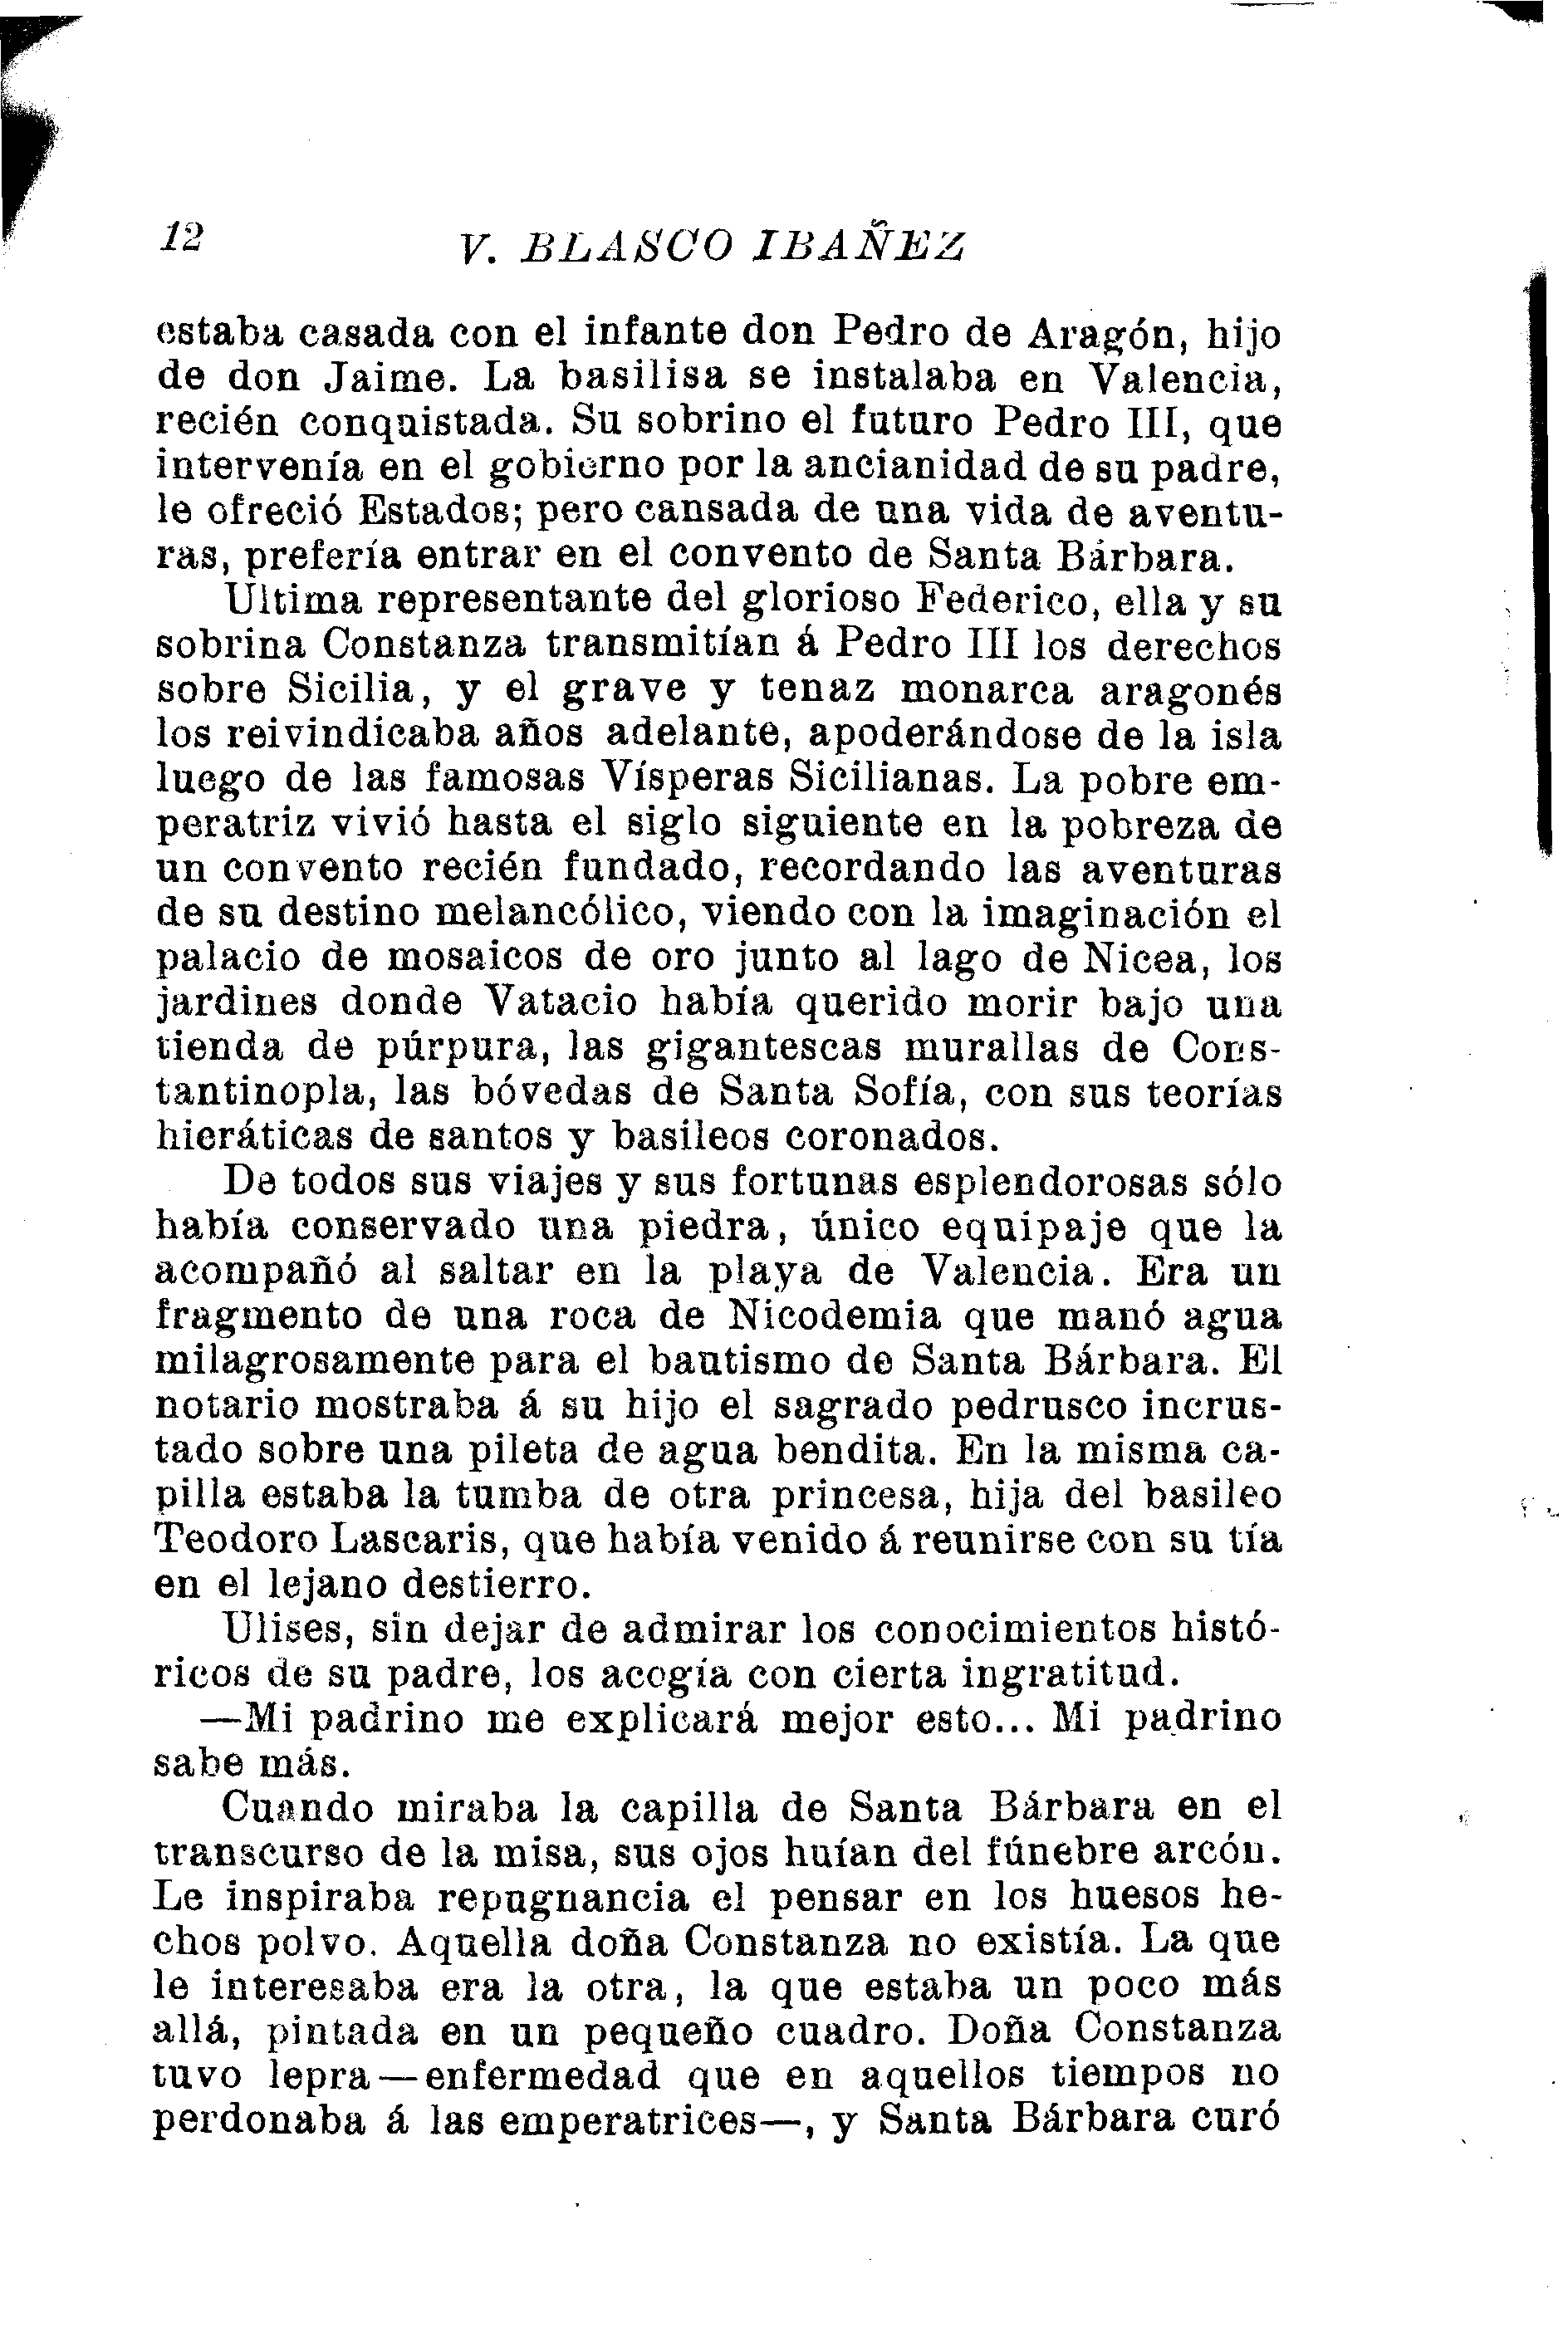 12
V. BLASCO IBAÑEZ
estaba casada con el infante don Pedro de Aragón, hijo
de don Jaime. La basilisa se instalaba en Valencia,
recién conquistada. Su sobrino el futuro Pedro III, que
intervenía en el gobierno por la ancianidad de su padre,
le ofreció Estados; pero cansada de una vida de aventu-
ras, prefería entrar en el convento de Santa Bárbara.
Ultima representante del glorioso Federico, ella y su
sobrina Constanza transmitían á Pedro III los derechos
sobre Sicilia, y el grave y tenaz monarca aragonés
los reivindicaba años adelante, apoderándose de la isla
luego de las famosas Vísperas Sicilianas. La pobre em-
peratriz vivió hasta el siglo siguiente en la pobreza de
un convento recién fundado, recordando las aventuras
de su destino melancólico, viendo con la imaginación el
palacio de mosaicos de oro junto al lago de Nicea, los
jardines donde Vatacio había querido morir bajo una
tienda de púrpura, las gigantescas murallas de Cons-
tantinopla, las bóvedas de Santa Sofía, con sus teorías
hieráticas de santos y basileos coronados.
De todos sus viajes y sus fortunas esplendorosas sólo
había conservado una piedra, único equipaje que la
acompañó al saltar en la playa de Valencia. Era un
fragmento de una roca de Nicodemia que manó agua
milagrosamente para el bautismo de Santa Bárbara. El
notario mostraba á su hijo el sagrado pedrusco incrus-
tado sobre una pileta de agua bendita. En la misma ca-
pilla estaba la tumba de otra princesa, hija del basileo
Teodoro Lascaris, que había venido á reunirse con su tía
en el lejano destierro.
Ulises, sin dejar de admirar los conocimientos histó-
ricos de su padre, los acogía con cierta ingratitud.
—Mi padrino me explicará mejor esto... Mi padrino
sabe más.
Cuando miraba la capilla de Santa Bárbara en el
transcurso de la misa, sus ojos huían del fúnebre arcón.
Le inspiraba repugnancia el pensar en los huesos he-
chos polvo. Aquella doña Constanza no existía. La que
le interesaba era la otra, la que estaba un poco más
allá, pintada en un pequeño cuadro. Doña Constanza
tuvo lepra—enfermedad que en aquellos tiempos no
perdonaba á las emperatrices—, y Santa Bárbara curó